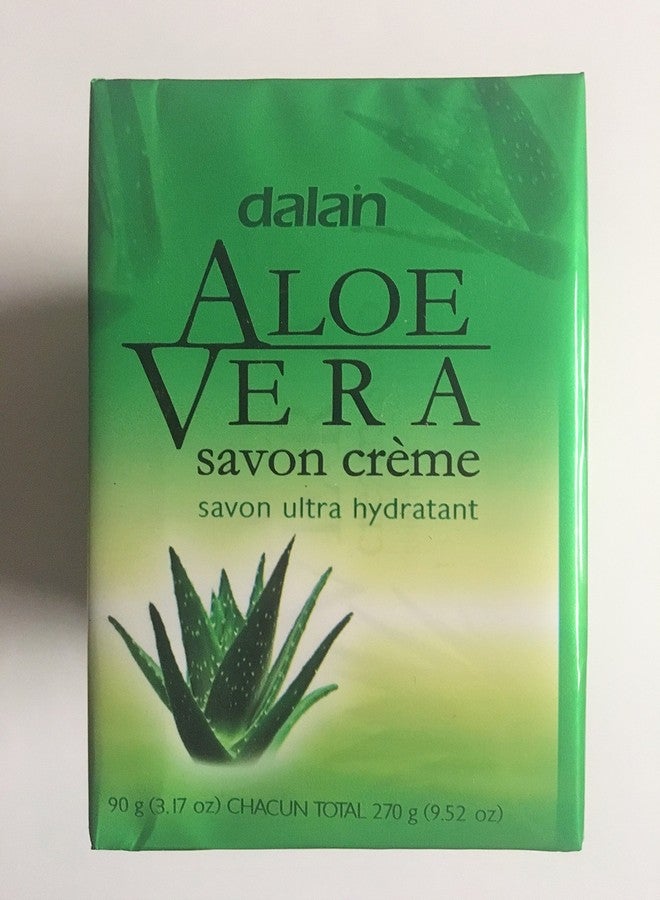 dalan
ALOE
VERA
savon crème
savon ultra hydratant
90 g (3.17 oz) CHACUN TOTAL 270 g (9.52 oz)